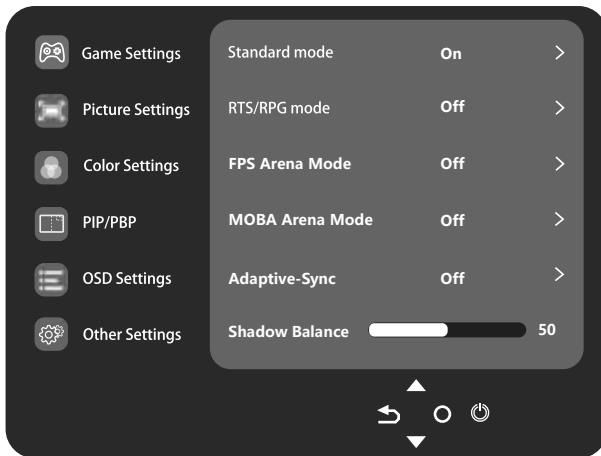 Game Settings
Picture Settings
Color Settings
PIP/PBP
OSD Settings
Other Settings
Standard mode On >
RTS/RPG mode Off >
FPS Arena Mode Off >
MOBA Arena Mode Off >
Adaptive-Sync Off >
Shadow Balance 50